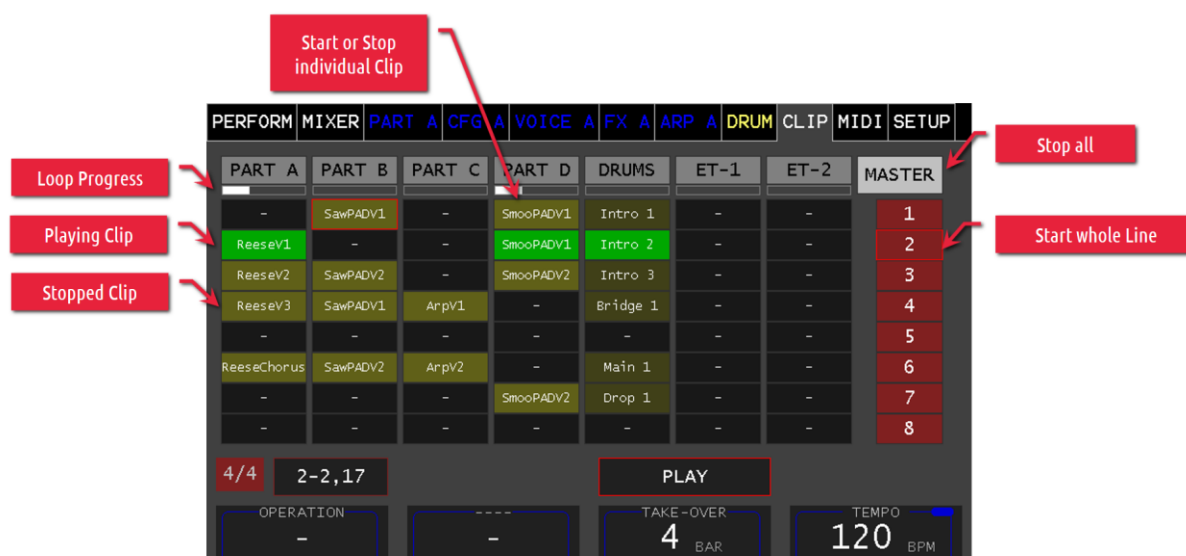 Start or Stop
individual Clip
PERFORM MIXER PART A CFG A VOICE A FX A ARP A DRUM CLIP MIDI SETUP
Stop all
Loop Progress
PART A PART B PART C PART D DRUMS ET-1 ET-2 MASTER
- SawPADV1 - SmooPADV1 Intro 1 - - 1
Playing Clip
ReeseV1 - - SmooPADV1 Intro 2 - - 2
Start whole Line
ReeseV2 SawPADV2 - SmooPADV2 Intro 3 - - 3
Stopped Clip
ReeseV3 SawPADV1 ArpV1 - Bridge 1 - - 4
- - - - - - - 5
ReeseChorus SawPADV2 ArpV2 - Main 1 - - 6
- - - SmooPADV2 Drop 1 - - 7
- - - - - - - 8
4/4 2-2,17 PLAY
OPERATION ---- TAKE-OVER TEMPO
- - 4 BAR 120 BPM